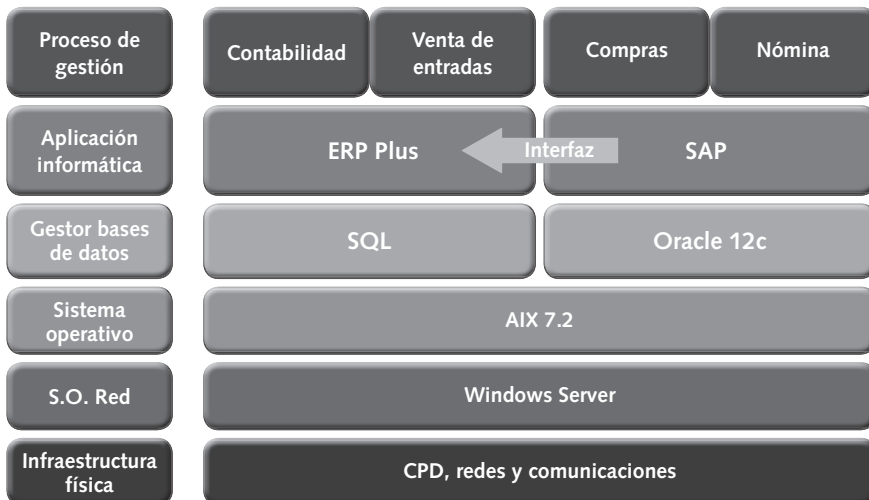 Proceso de
gestión
Contabilidad
Venta de
entradas
Compras
Nómina
Aplicación
informática
ERP Plus
Interfaz
SAP
Gestor bases
de datos
SQL
Oracle 12c
Sistema
operativo
AIX 7.2
S.O. Red
Windows Server
Infraestructura
física
CPD, redes y comunicaciones